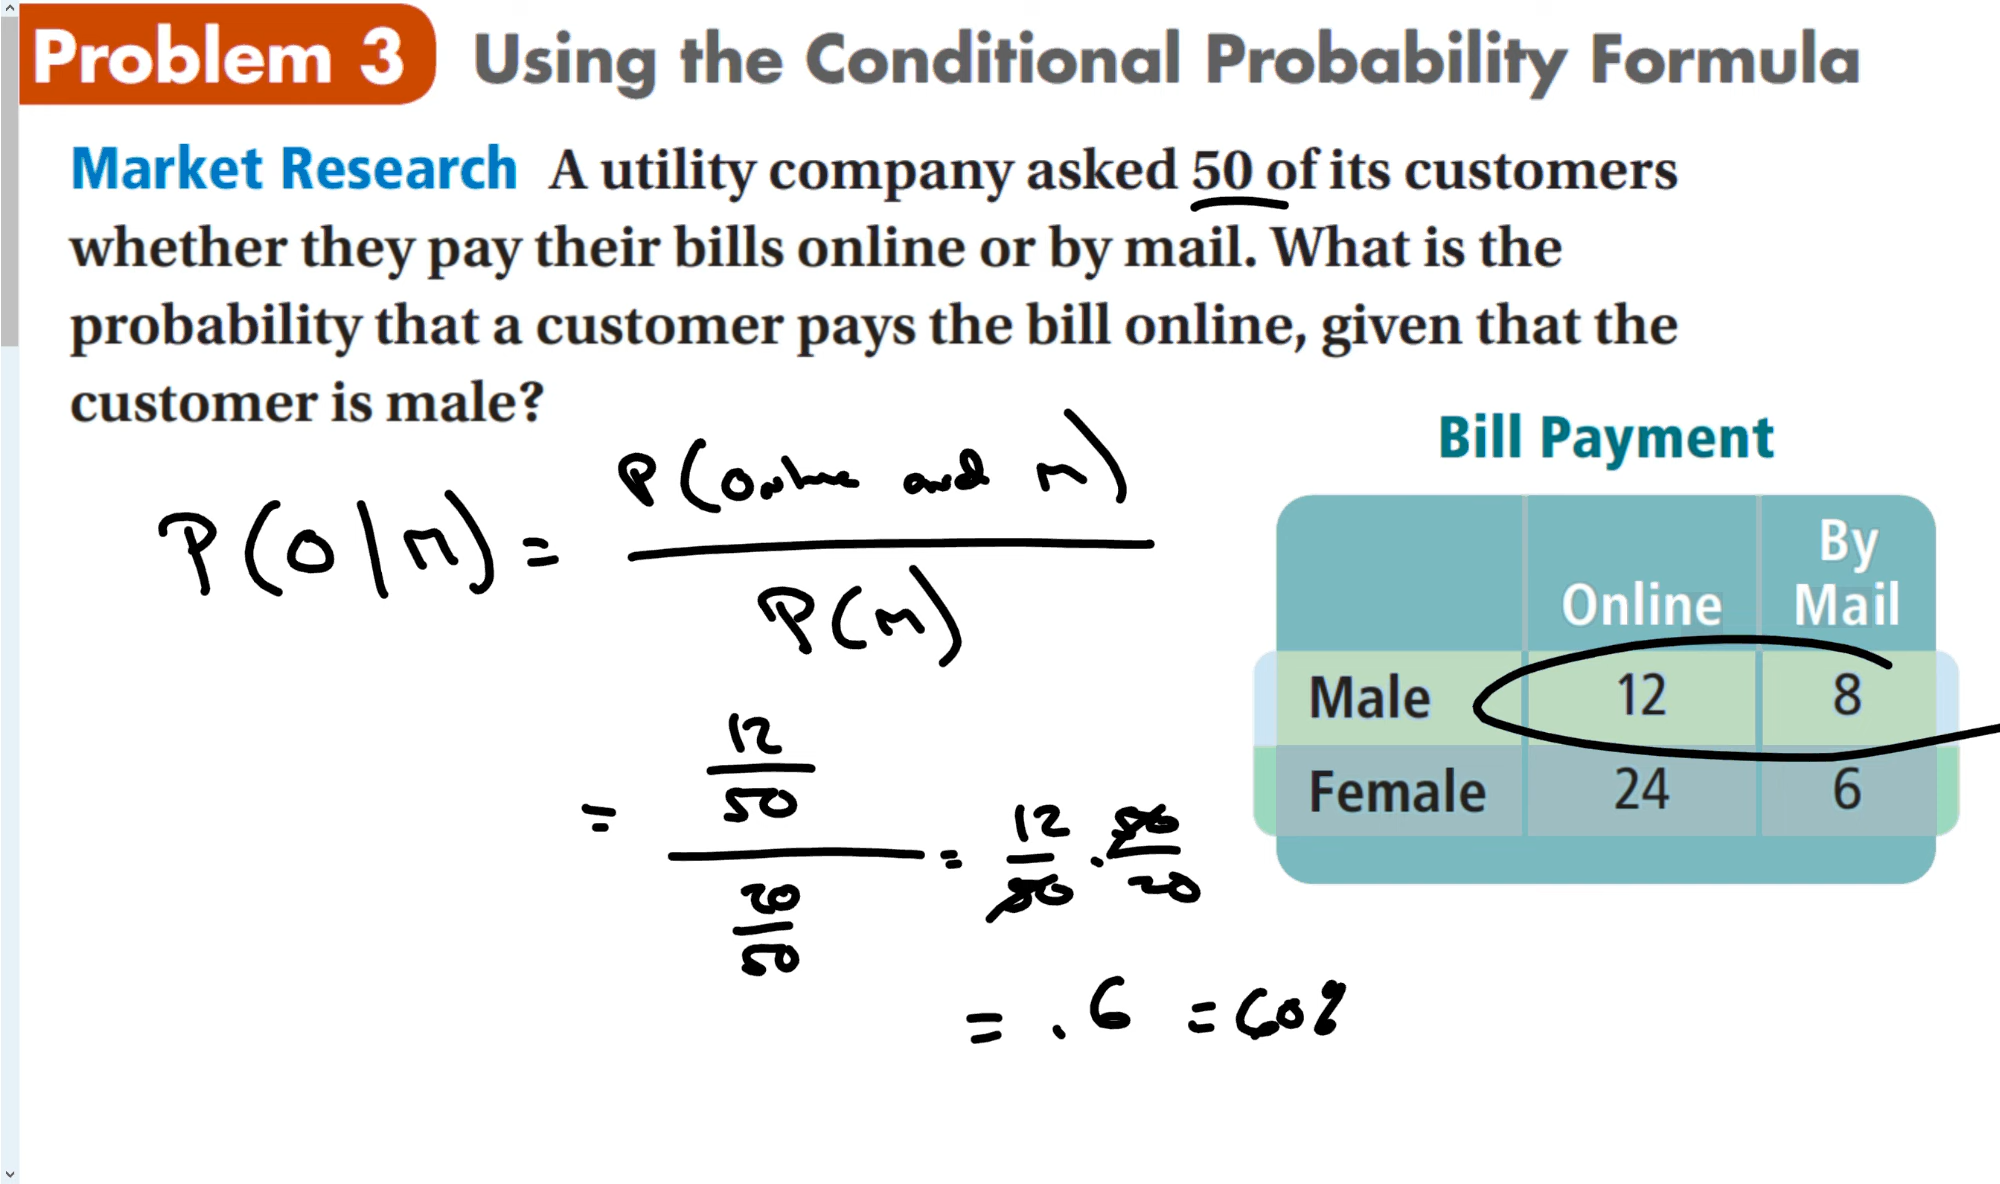 Problem 3 Using the Conditional Probability Formula
Market Research A utility company asked 50 of its customers
whether they pay their bills online or by mail. What is the
probability that a customer pays the bill online, given that the
customer is male?
P(O|M) = P(Online and M) / P(M)
= 12/50 / 20/50 = 12/50 · 50/20
= .6 = 60%
Bill Payment
Online By Mail
Male 12 8
Female 24 6